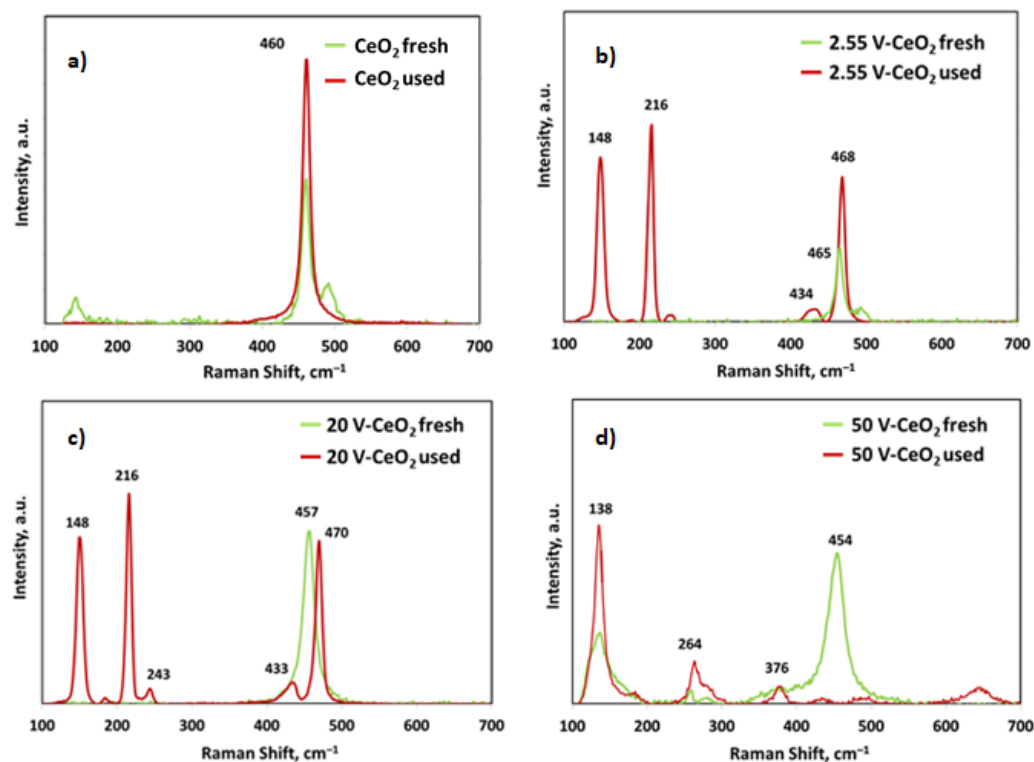 a)
460
CeO₂ fresh
CeO₂ used
Intensity, a.u.
100 200 300 400 500 600 700
Raman Shift, cm⁻¹
b)
2.55 V-CeO₂ fresh
2.55 V-CeO₂ used
148
216
468
465
434
Intensity, a.u.
100 200 300 400 500 600 700
Raman Shift, cm⁻¹
c)
20 V-CeO₂ fresh
20 V-CeO₂ used
216
148
457
470
243
433
Intensity, a.u.
100 200 300 400 500 600 700
Raman Shift, cm⁻¹
d)
50 V-CeO₂ fresh
50 V-CeO₂ used
138
454
264
376
Intensity, a.u.
100 200 300 400 500 600 700
Raman Shift, cm⁻¹